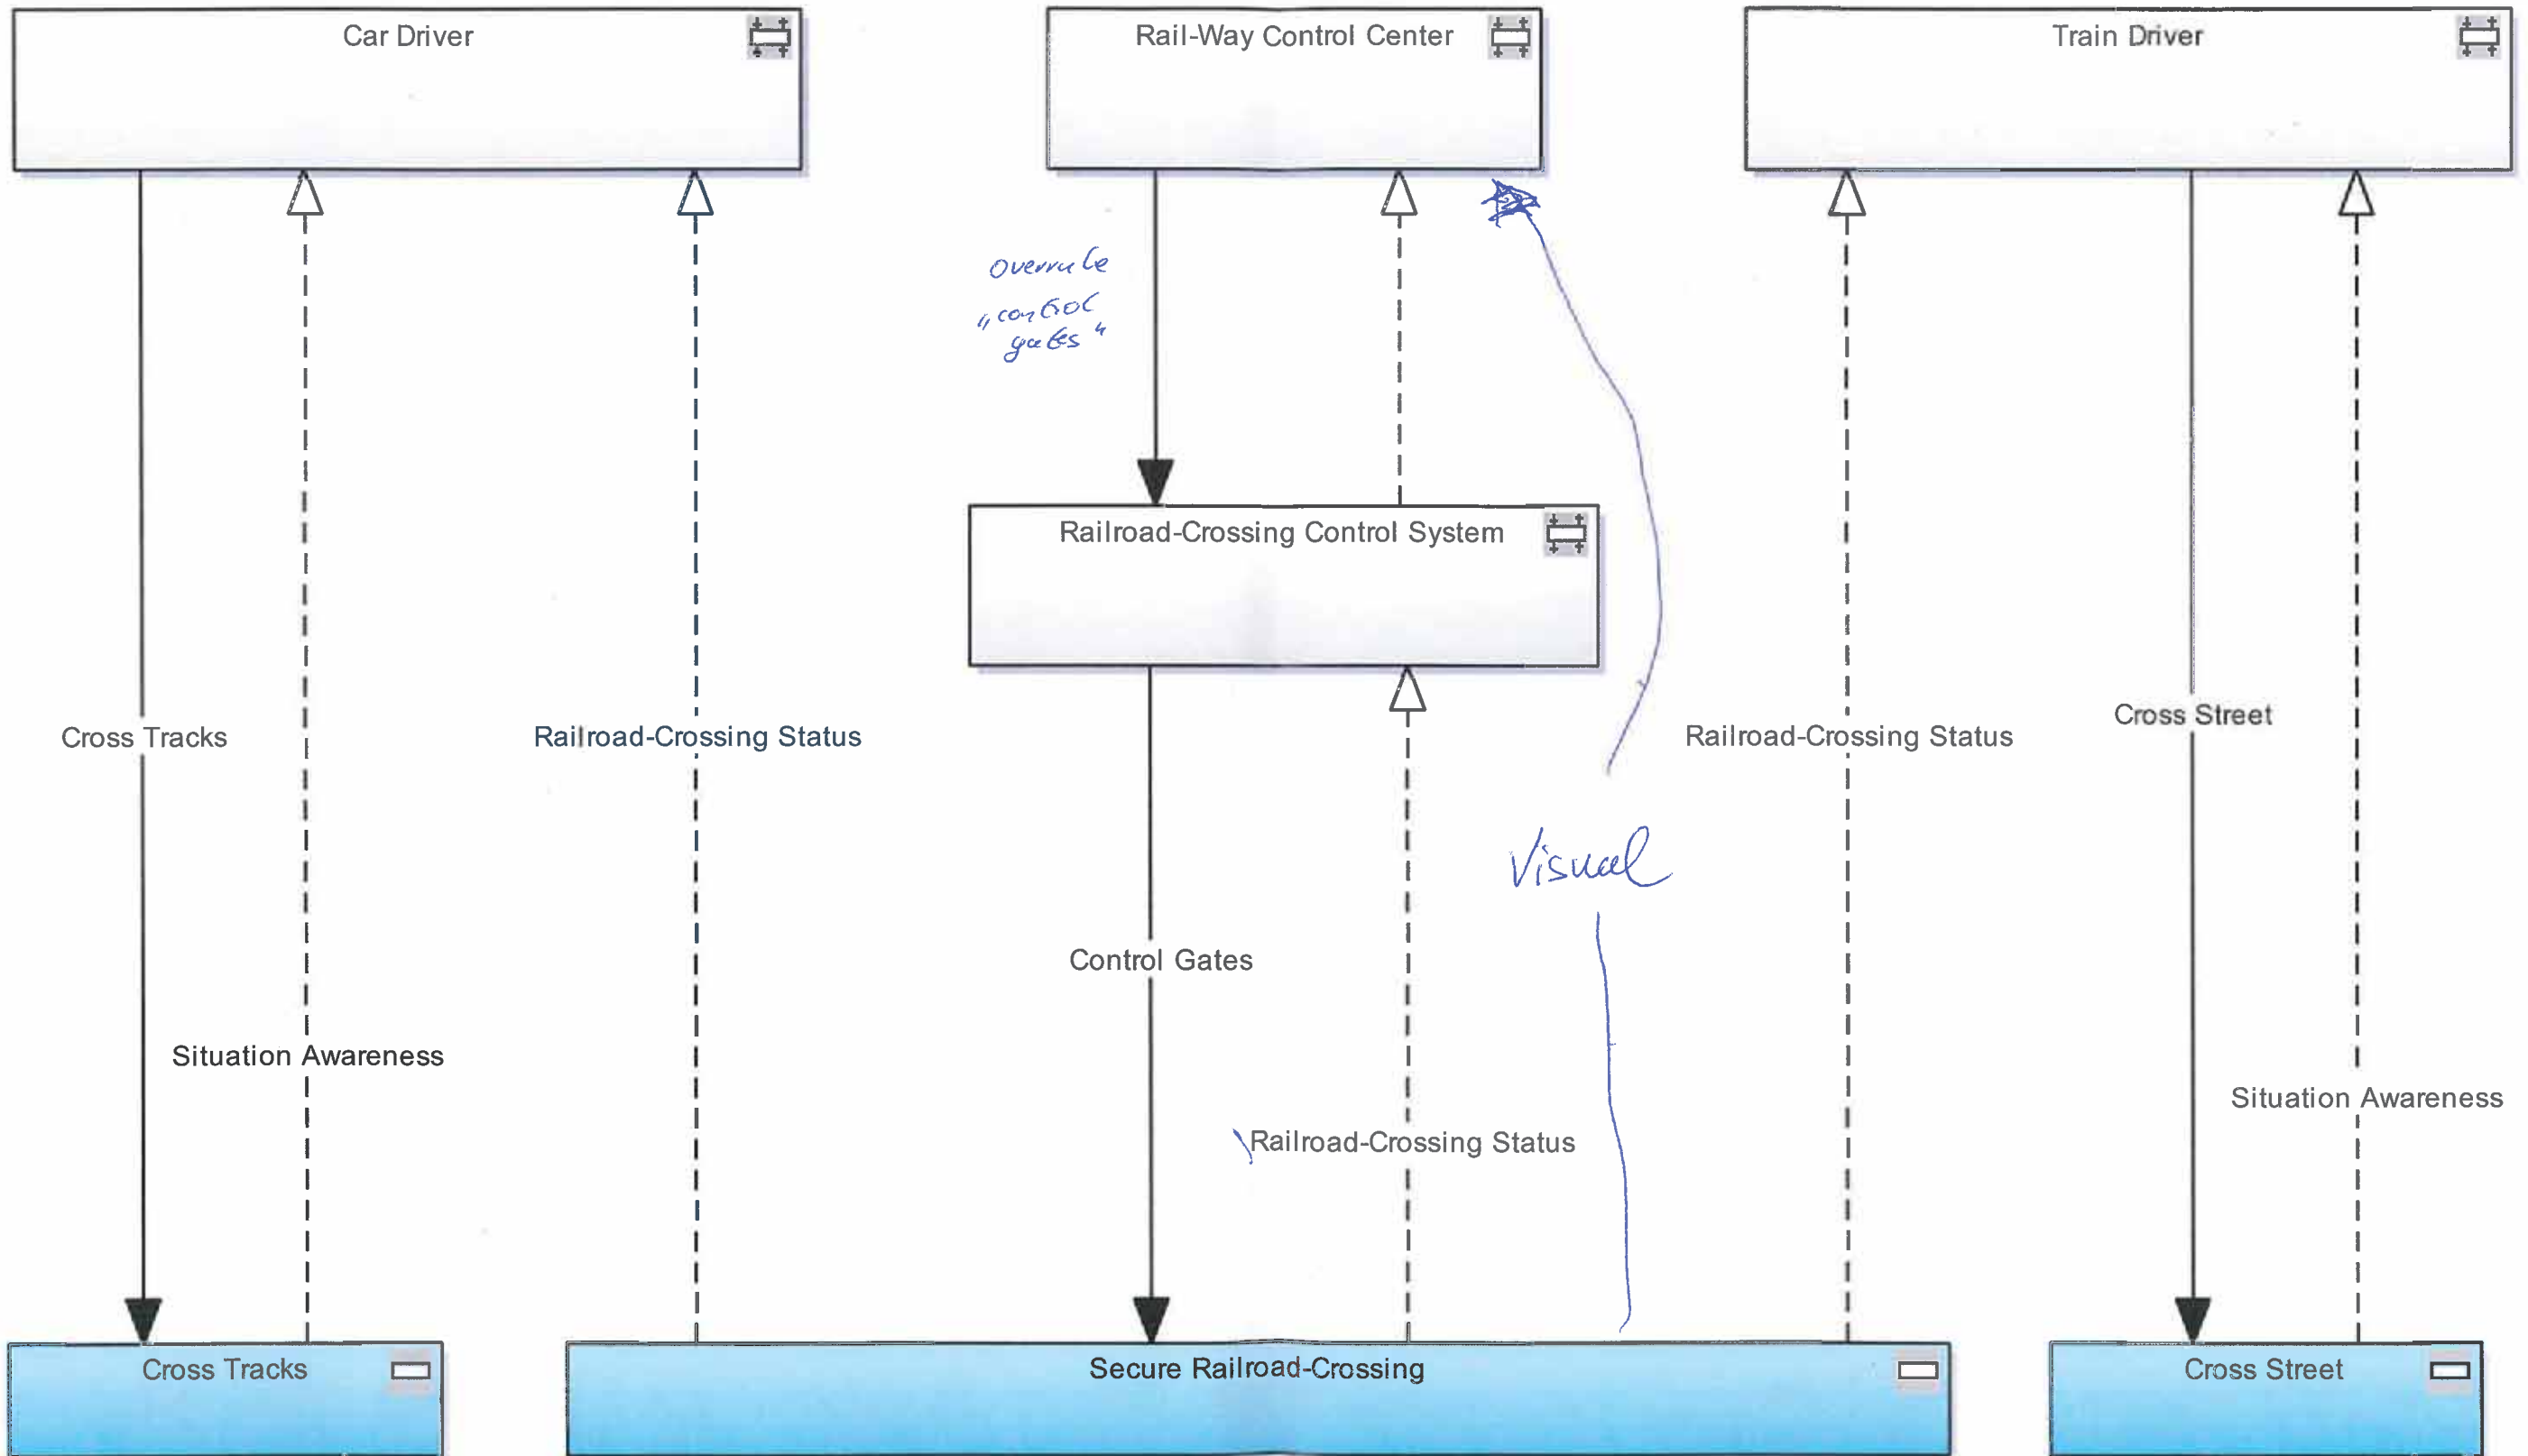 Car Driver
Rail-Way Control Center
Train Driver
overrule
„control
gates"
Railroad-Crossing Control System
Cross Tracks
Railroad-Crossing Status
Railroad-Crossing Status
Cross Street
Visual
Control Gates
Situation Awareness
Situation Awareness
Railroad-Crossing Status
Cross Tracks
Secure Railroad-Crossing
Cross Street